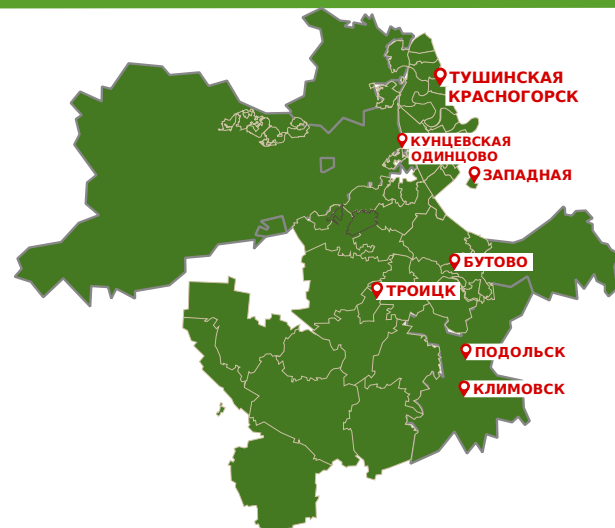 ТУШИНСКАЯ
КРАСНОГОРСК
КУНЦЕВСКАЯ
ОДИНЦОВО
ЗАПАДНАЯ
БУТОВО
ТРОИЦК
ПОДОЛЬСК
КЛИМОВСК